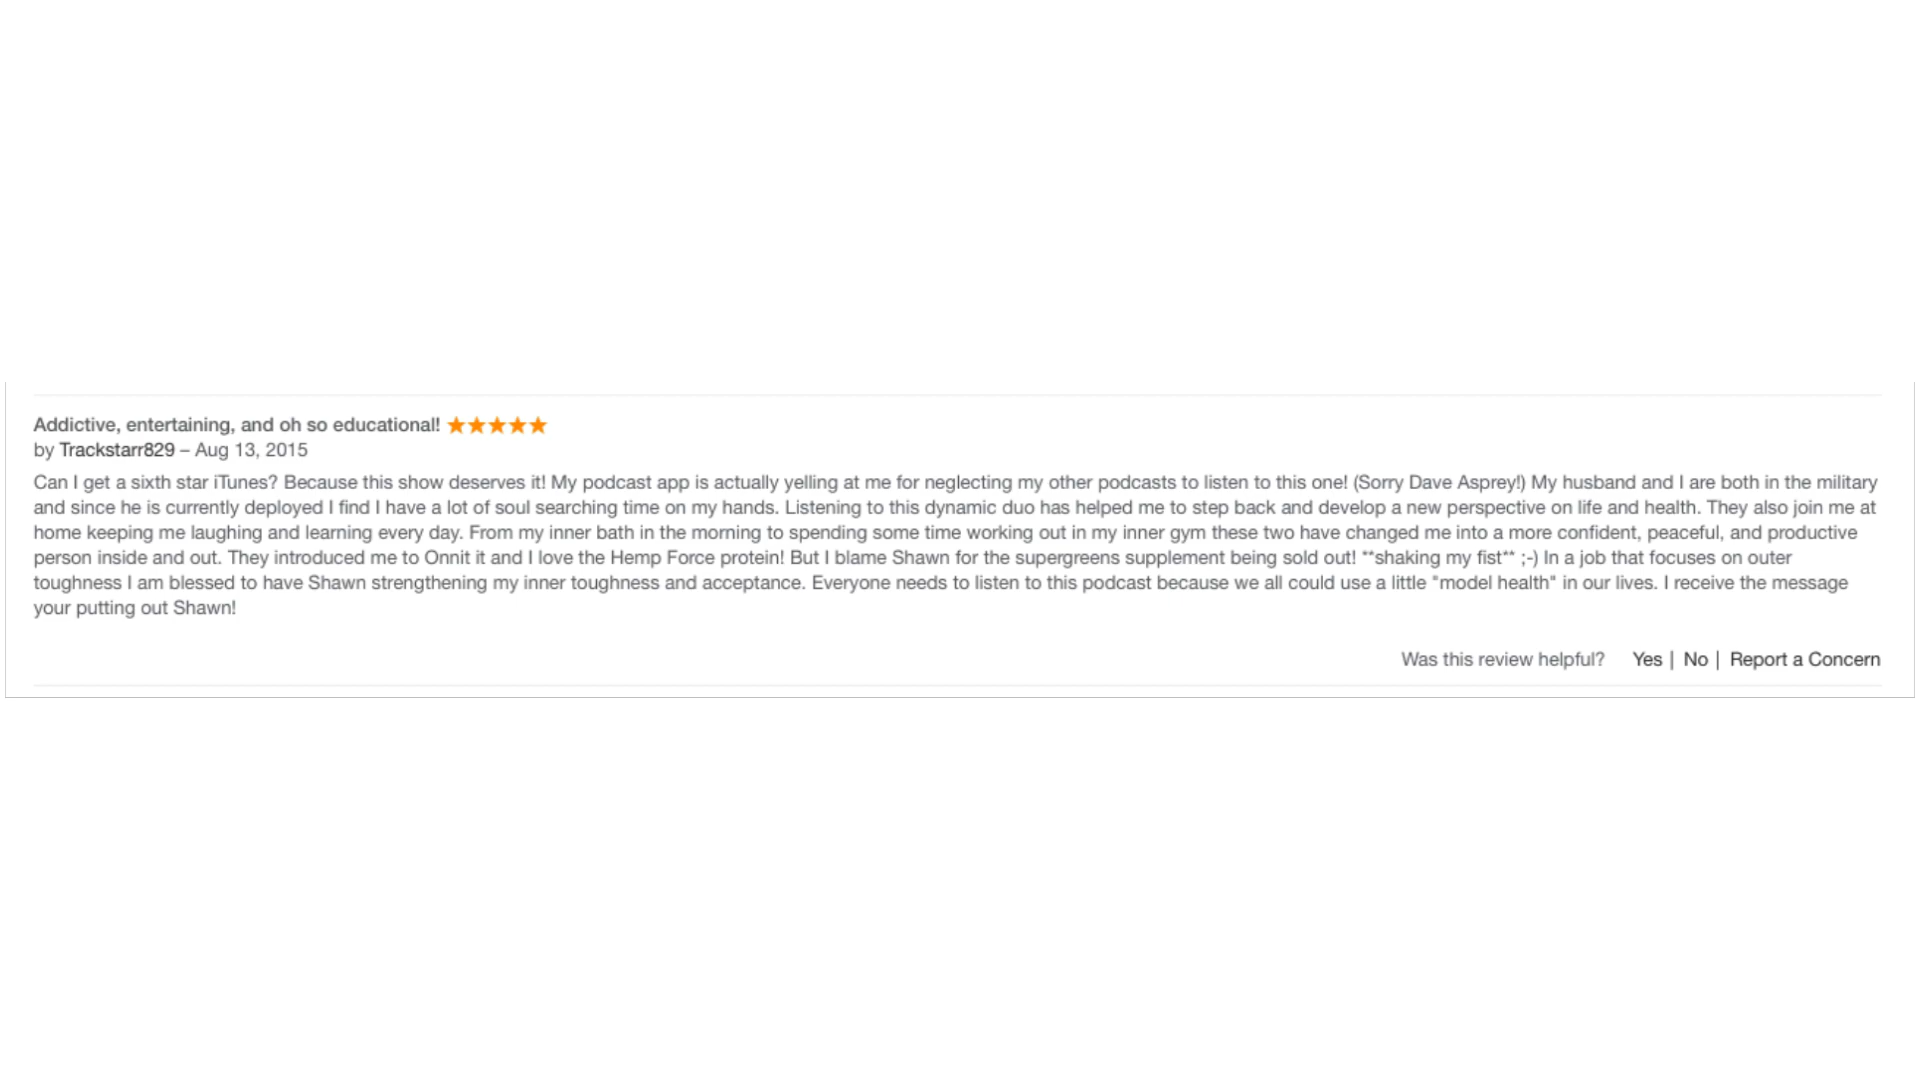 Addictive, entertaining, and oh so educational! ★★★★★
by Trackstarr829 – Aug 13, 2015
Can I get a sixth star iTunes? Because this show deserves it! My podcast app is actually yelling at me for neglecting my other podcasts to listen to this one! (Sorry Dave Asprey!) My husband and I are both in the military
and since he is currently deployed I find I have a lot of soul searching time on my hands. Listening to this dynamic duo has helped me to step back and develop a new perspective on life and health. They also join me at
home keeping me laughing and learning every day. From my inner bath in the morning to spending some time working out in my inner gym these two have changed me into a more confident, peaceful, and productive
person inside and out. They introduced me to Onnit it and I love the Hemp Force protein! But I blame Shawn for the supergreens supplement being sold out! **shaking my fist** ;-) In a job that focuses on outer
toughness I am blessed to have Shawn strengthening my inner toughness and acceptance. Everyone needs to listen to this podcast because we all could use a little "model health" in our lives. I receive the message
your putting out Shawn!
Was this review helpful? Yes | No | Report a Concern